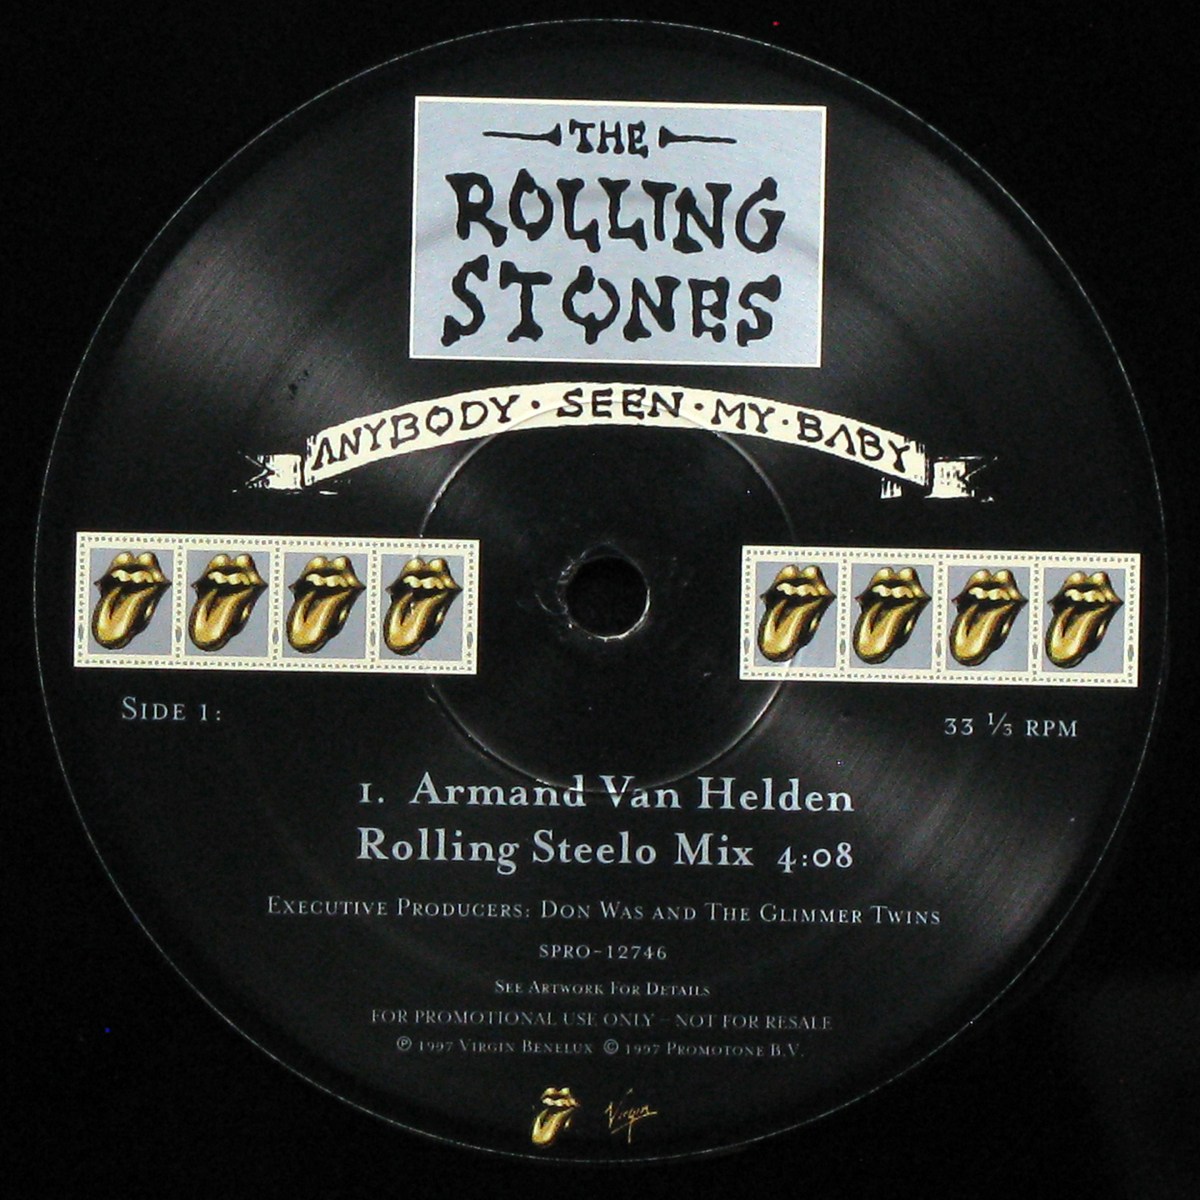 THE
ROLLING
STONES
ANYBODY · SEEN · MY · BABY
SIDE 1:
33 ⅓ RPM
1. Armand Van Helden
Rolling Steelo Mix 4:08
EXECUTIVE PRODUCERS: DON WAS AND THE GLIMMER TWINS
SPRO-12746
SEE ARTWORK FOR DETAILS
FOR PROMOTIONAL USE ONLY – NOT FOR RESALE
℗ 1997 VIRGIN BENELUX © 1997 PROMOTONE B.V.
Virgin